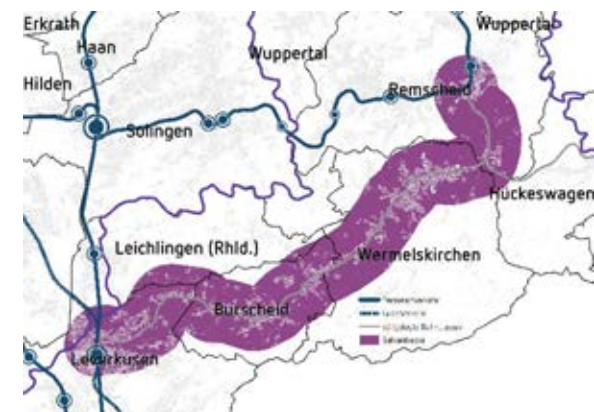 Erkrath
Wuppertal
Haan
Wuppertal
Hilden
Remscheid
Solingen
Hückeswagen
Leichlingen (Rhld.)
Wermelskirchen
Burscheid
Leverkusen